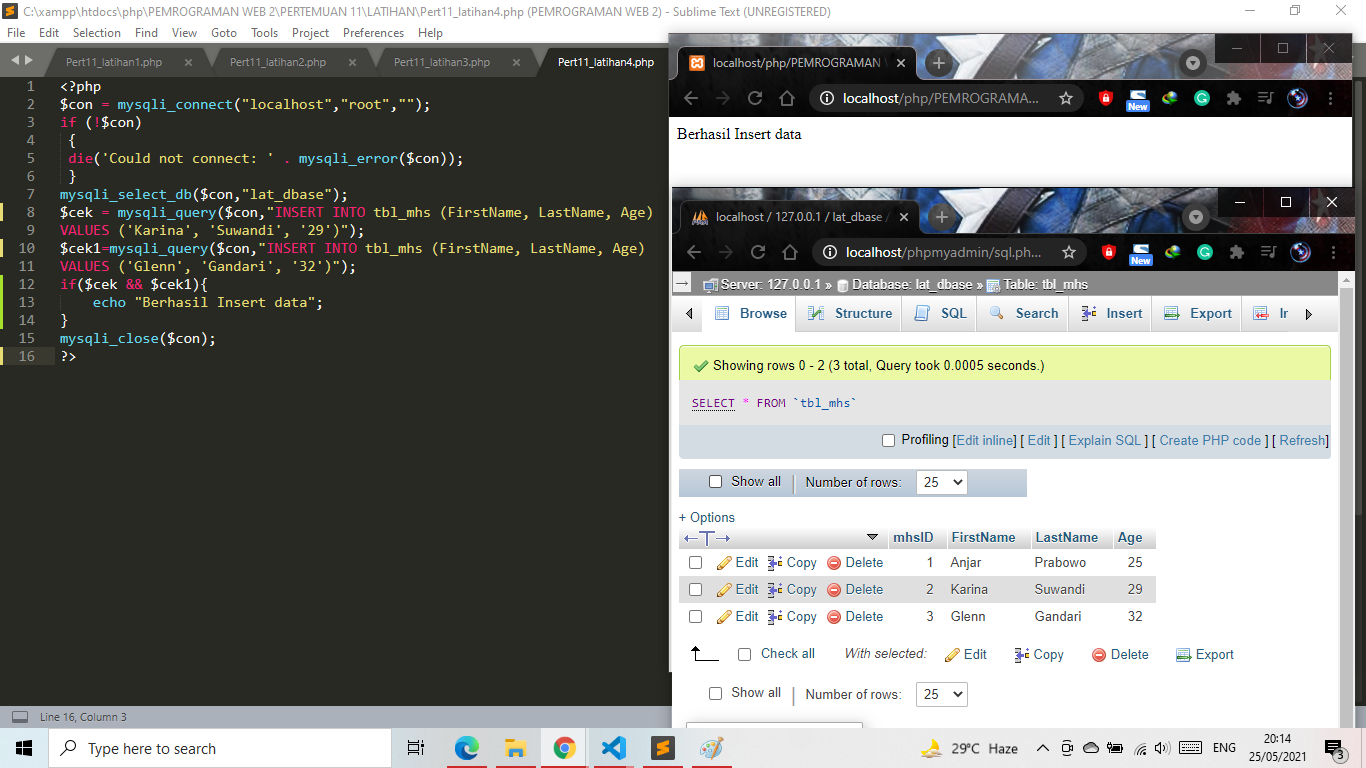 C:\xampp\htdocs\php\PEMROGRAMAN WEB 2\PERTEMUAN 11\LATIHAN\Pert11_latihan4.php (PEMROGRAMAN WEB 2) - Sublime Text (UNREGISTERED)
File Edit Selection Find View Goto Tools Project Preferences Help
Pert11_latihan1.php Pert11_latihan2.php Pert11_latihan3.php Pert11_latihan4.php
1 <?php
2 $con = mysqli_connect("localhost","root","");
3 if (!$con)
4 {
5 die('Could not connect: ' . mysqli_error($con));
6 }
7 mysqli_select_db($con,"lat_dbase");
8 $cek = mysqli_query($con,"INSERT INTO tbl_mhs (FirstName, LastName, Age)
9 VALUES ('Karina', 'Suwandi', '29')");
10 $cek1=mysqli_query($con,"INSERT INTO tbl_mhs (FirstName, LastName, Age)
11 VALUES ('Glenn', 'Gandari', '32')");
12 if($cek && $cek1){
13 echo "Berhasil Insert data";
14 }
15 mysqli_close($con);
16 ?>
Line 16, Column 3
localhost/php/PEMROGRAMAN
localhost/php/PEMROGRAMA...
New
Berhasil Insert data
localhost / 127.0.0.1 / lat_dbase /
localhost/phpmyadmin/sql.ph...
New
Server: 127.0.0.1 » Database: lat_dbase » Table: tbl_mhs
Browse Structure SQL Search Insert Export Ir
Showing rows 0 - 2 (3 total, Query took 0.0005 seconds.)
SELECT * FROM `tbl_mhs`
Profiling [Edit inline] [ Edit ] [ Explain SQL ] [ Create PHP code ] [ Refresh]
Show all Number of rows: 25
+ Options
mhsID FirstName LastName Age
Edit Copy Delete 1 Anjar Prabowo 25
Edit Copy Delete 2 Karina Suwandi 29
Edit Copy Delete 3 Glenn Gandari 32
Check all With selected: Edit Copy Delete Export
Show all Number of rows: 25
Type here to search
29°C Haze
ENG
20:14
25/05/2021
3